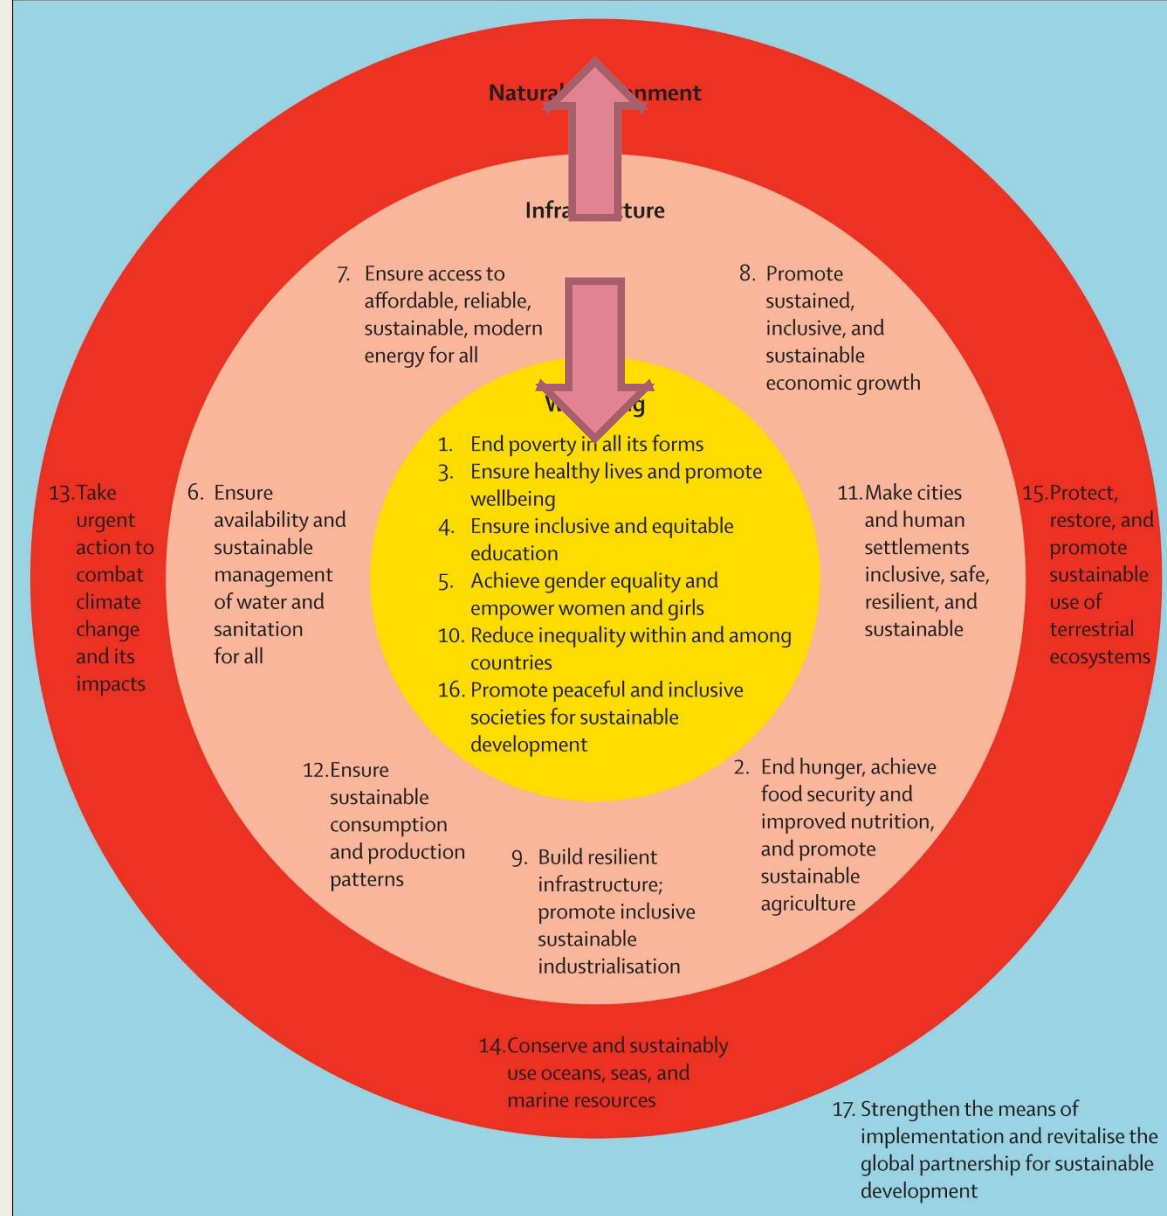 Natural Environment
Infrastructure
7. Ensure access to
affordable, reliable,
sustainable, modern
energy for all
8. Promote
sustained,
inclusive, and
sustainable
economic growth
1. End poverty in all its forms
3. Ensure healthy lives and promote
wellbeing
4. Ensure inclusive and equitable
education
5. Achieve gender equality and
empower women and girls
10. Reduce inequality within and among
countries
16. Promote peaceful and inclusive
societies for sustainable
development
13. Take
urgent
action to
combat
climate
change
and its
impacts
6. Ensure
availability and
sustainable
management
of water and
sanitation
for all
11. Make cities
and human
settlements
inclusive, safe,
resilient, and
sustainable
15. Protect,
restore, and
promote
sustainable
use of
terrestrial
ecosystems
12. Ensure
sustainable
consumption
and production
patterns
9. Build resilient
infrastructure;
promote inclusive
sustainable
industrialisation
2. End hunger, achieve
food security and
improved nutrition,
and promote
sustainable
agriculture
14. Conserve and sustainably
use oceans, seas, and
marine resources
17. Strengthen the means of
implementation and revitalise the
global partnership for sustainable
development